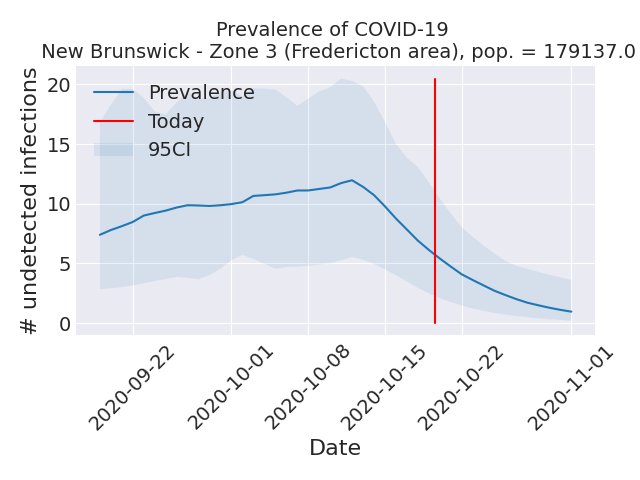 Prevalence of COVID-19
New Brunswick - Zone 3 (Fredericton area), pop. = 179137.0
# undetected infections
20
15
10
5
0
Prevalence
Today
95CI
2020-09-22
2020-10-01
2020-10-08
2020-10-15
2020-10-22
2020-11-01
Date